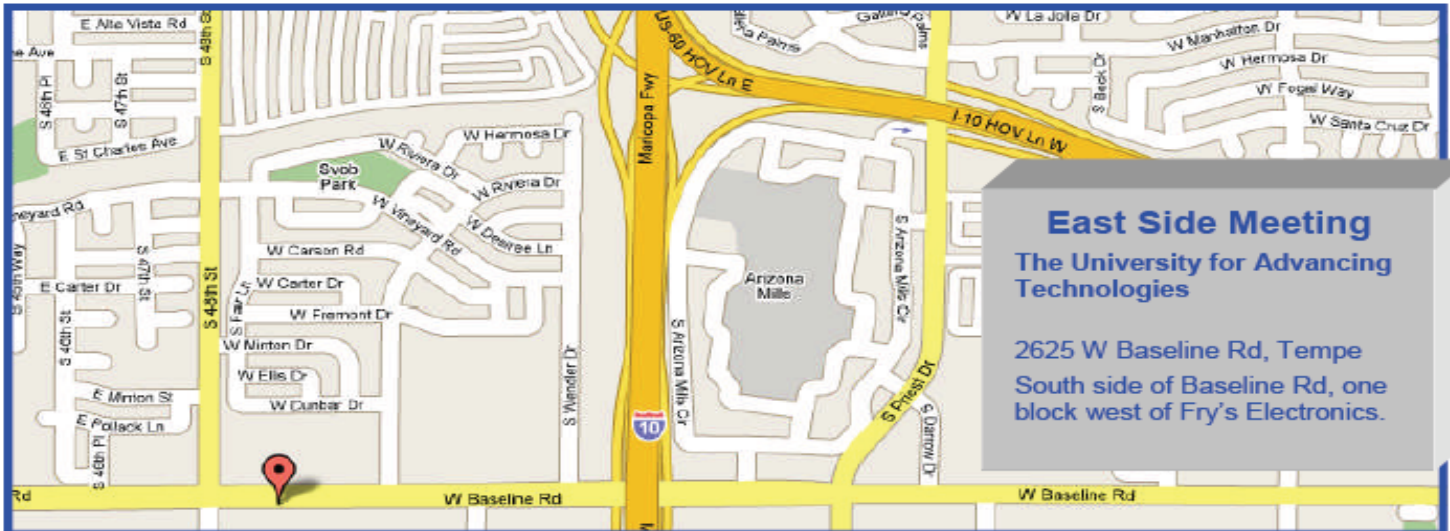 E Alta Vista Rd
e Ave
S 48th St
S 47th St
E St Charles Ave
neyard Rd
S 47th St
E Carter Dr
S 46th St
E Minton St
E Pollack Ln
S 46th Pl
Rd
S 48th St
Svob
Park
W Riviera Dr
W Hermosa Dr
W Riviera Dr
W Vineyard Rd
W Desiree Ln
W Carson Rd
W Carter Dr
S Fair Ln
W Fremont Dr
W Minton Dr
W Ellis Dr
W Dunbar Dr
S Wendler Dr
W Baseline Rd
Maricopa Fwy
10
US-60 HOV Ln E
I-10 HOV Ln W
Arizona
Mills
S Arizona Mills Cir
S Arizona Mills Cir
S Priest Dr
S Darrow Dr
W La Jolla Dr
W Manhatton Dr
W Hermosa Dr
W Fogal Way
W Santa Cruz Dr
S Beck Dr
W Baseline Rd
East Side Meeting
The University for Advancing
Technologies
2625 W Baseline Rd, Tempe
South side of Baseline Rd, one
block west of Fry's Electronics.